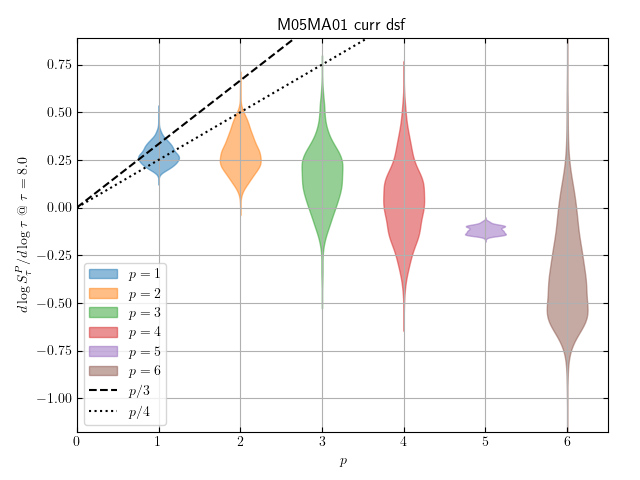 M05MA01 curr dsf
d log S_τ^p / d log τ @ τ = 8.0
0.75
0.50
0.25
0.00
−0.25
−0.50
−0.75
−1.00
p = 1
p = 2
p = 3
p = 4
p = 5
p = 6
p/3
p/4
0 1 2 3 4 5 6
p